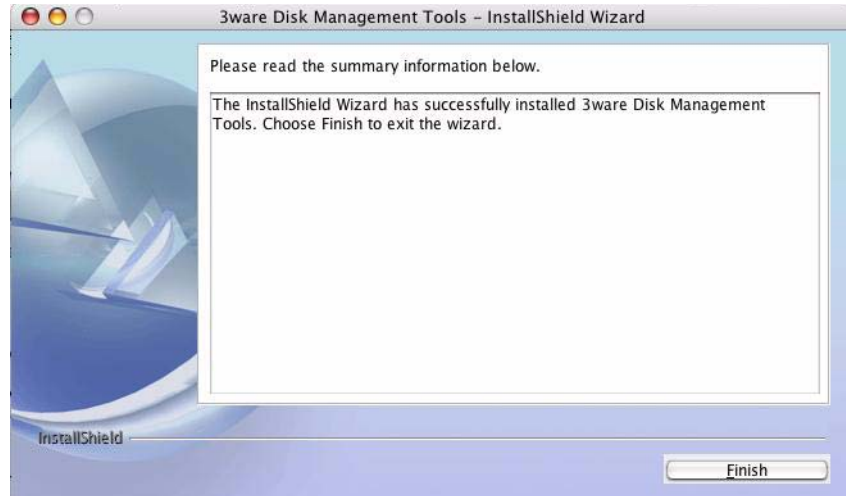 3ware Disk Management Tools – InstallShield Wizard
Please read the summary information below.
The InstallShield Wizard has successfully installed 3ware Disk Management
Tools. Choose Finish to exit the wizard.
InstallShield
Finish